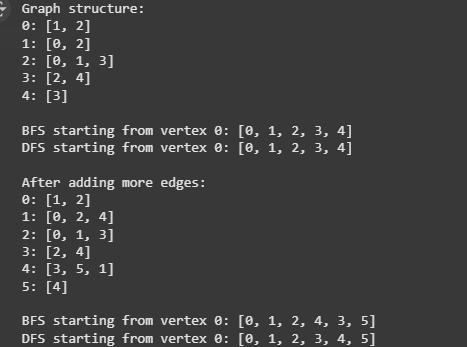 Graph structure:
0: [1, 2]
1: [0, 2]
2: [0, 1, 3]
3: [2, 4]
4: [3]
BFS starting from vertex 0: [0, 1, 2, 3, 4]
DFS starting from vertex 0: [0, 1, 2, 3, 4]
After adding more edges:
0: [1, 2]
1: [0, 2, 4]
2: [0, 1, 3]
3: [2, 4]
4: [3, 5, 1]
5: [4]
BFS starting from vertex 0: [0, 1, 2, 4, 3, 5]
DFS starting from vertex 0: [0, 1, 2, 3, 4, 5]